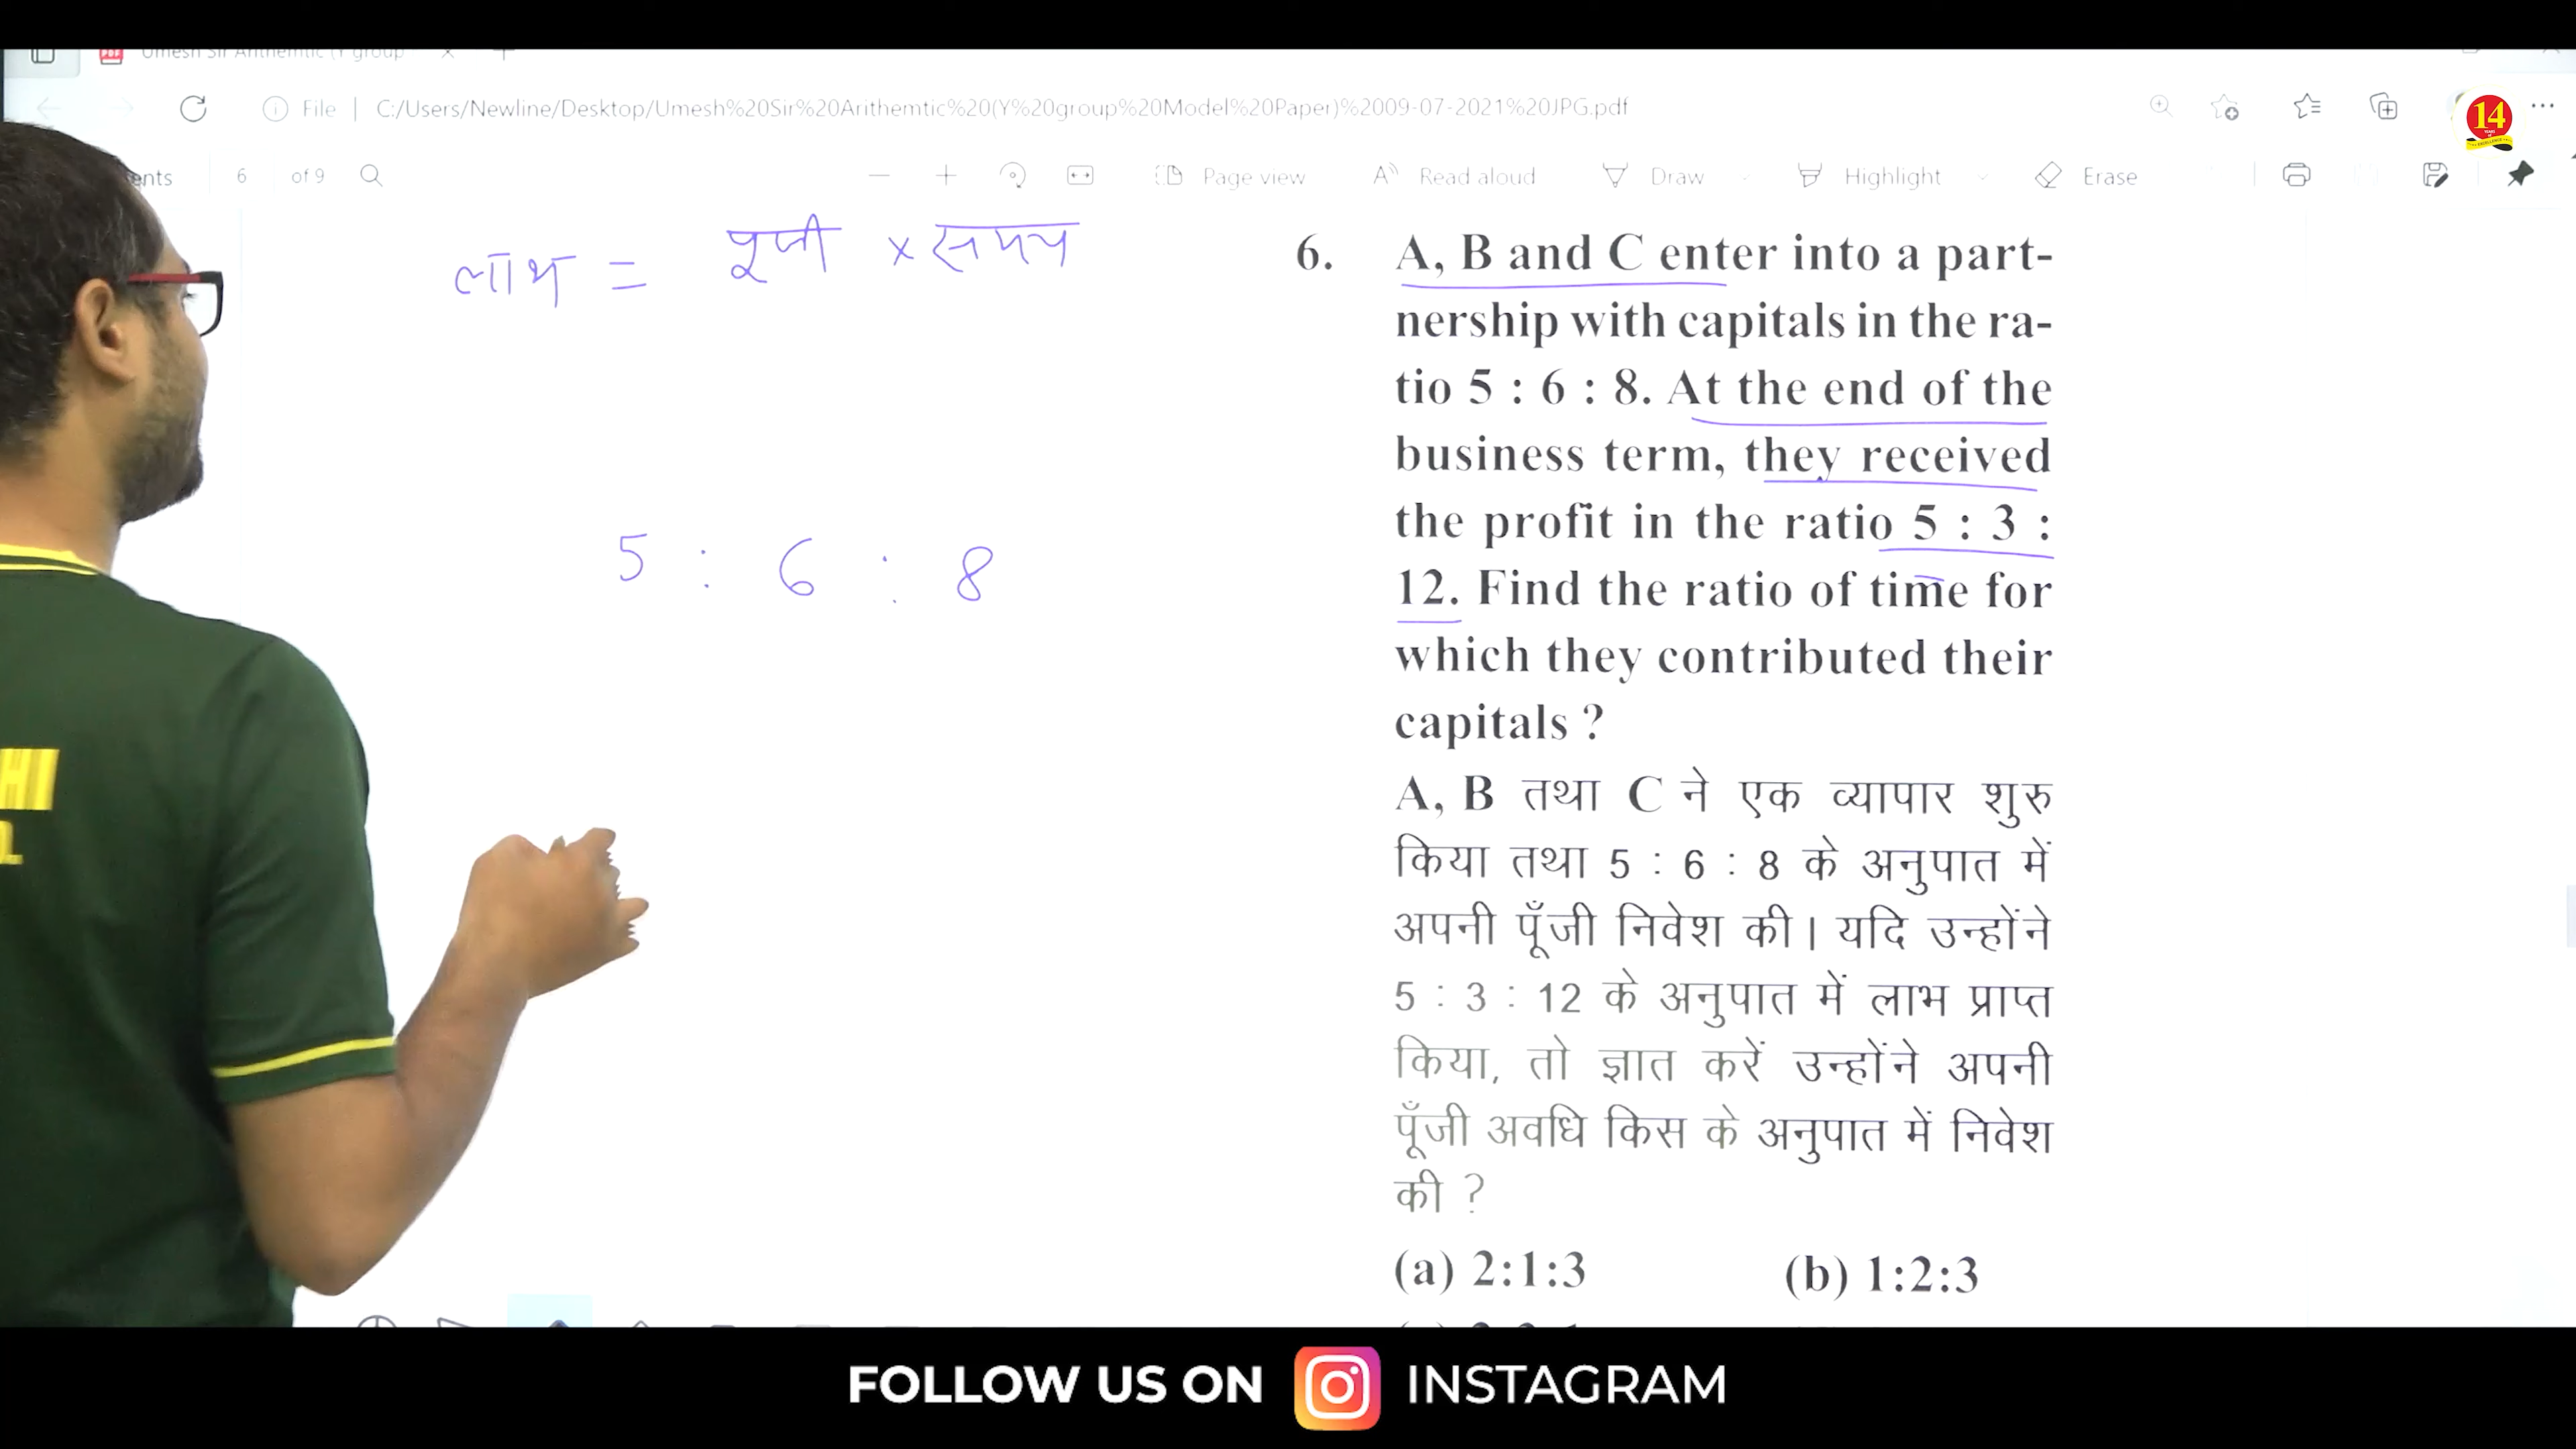 File | C:/Users/Newline/Desktop/Umesh%20Sir%20Arithemtic%20(Y%20group%20Model%20Paper)%2009-07-2021%20JPG.pdf
14
6 of 9 Page view Read aloud Draw Highlight Erase
लाभ = पूजी × समय
5 : 6 : 8
6. A, B and C enter into a part-
nership with capitals in the ra-
tio 5 : 6 : 8. At the end of the
business term, they received
the profit in the ratio 5 : 3 :
12. Find the ratio of time for
which they contributed their
capitals ?
A, B तथा C ने एक व्यापार शुरु
किया तथा 5 : 6 : 8 के अनुपात में
अपनी पूँजी निवेश की। यदि उन्होंने
5 : 3 : 12 के अनुपात में लाभ प्राप्त
किया, तो ज्ञात करें उन्होंने अपनी
पूँजी अवधि किस के अनुपात में निवेश
की ?
(a) 2:1:3 (b) 1:2:3
FOLLOW US ON INSTAGRAM